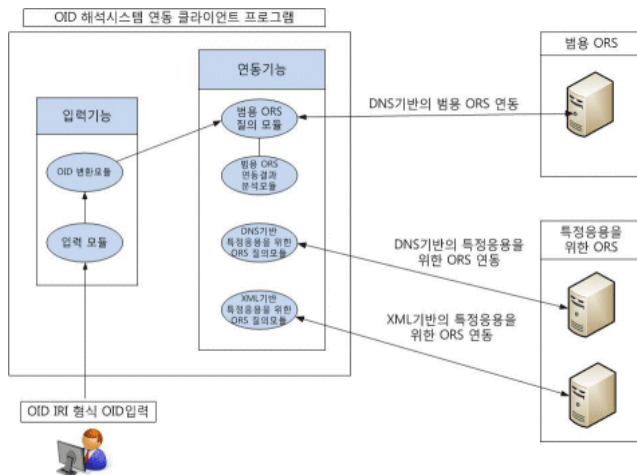 OID 해석시스템 연동 클라이언트 프로그램
연동기능
범용 ORS
질의 모듈
범용 ORS
연동결과
분석모듈
DNS기반
특정응용을 위한
ORS 질의모듈
XML기반
특정응용을 위한
ORS 질의모듈
입력기능
OID 변환모듈
입력 모듈
OID IRI 형식 OID입력
DNS기반의 범용 ORS 연동
DNS기반의 특정응용을
위한 ORS 연동
XML기반의 특정응용을
위한 ORS 연동
범용 ORS
특정응용을
위한 ORS